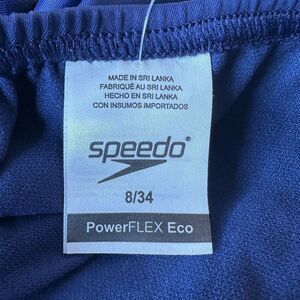 MADE IN SRI LANKA
FABRIQUÉ AU SRI LANKA
HECHO EN SRI LANKA
CON INSUMOS IMPORTADOS
speedo®
8/34
PowerFLEX Eco